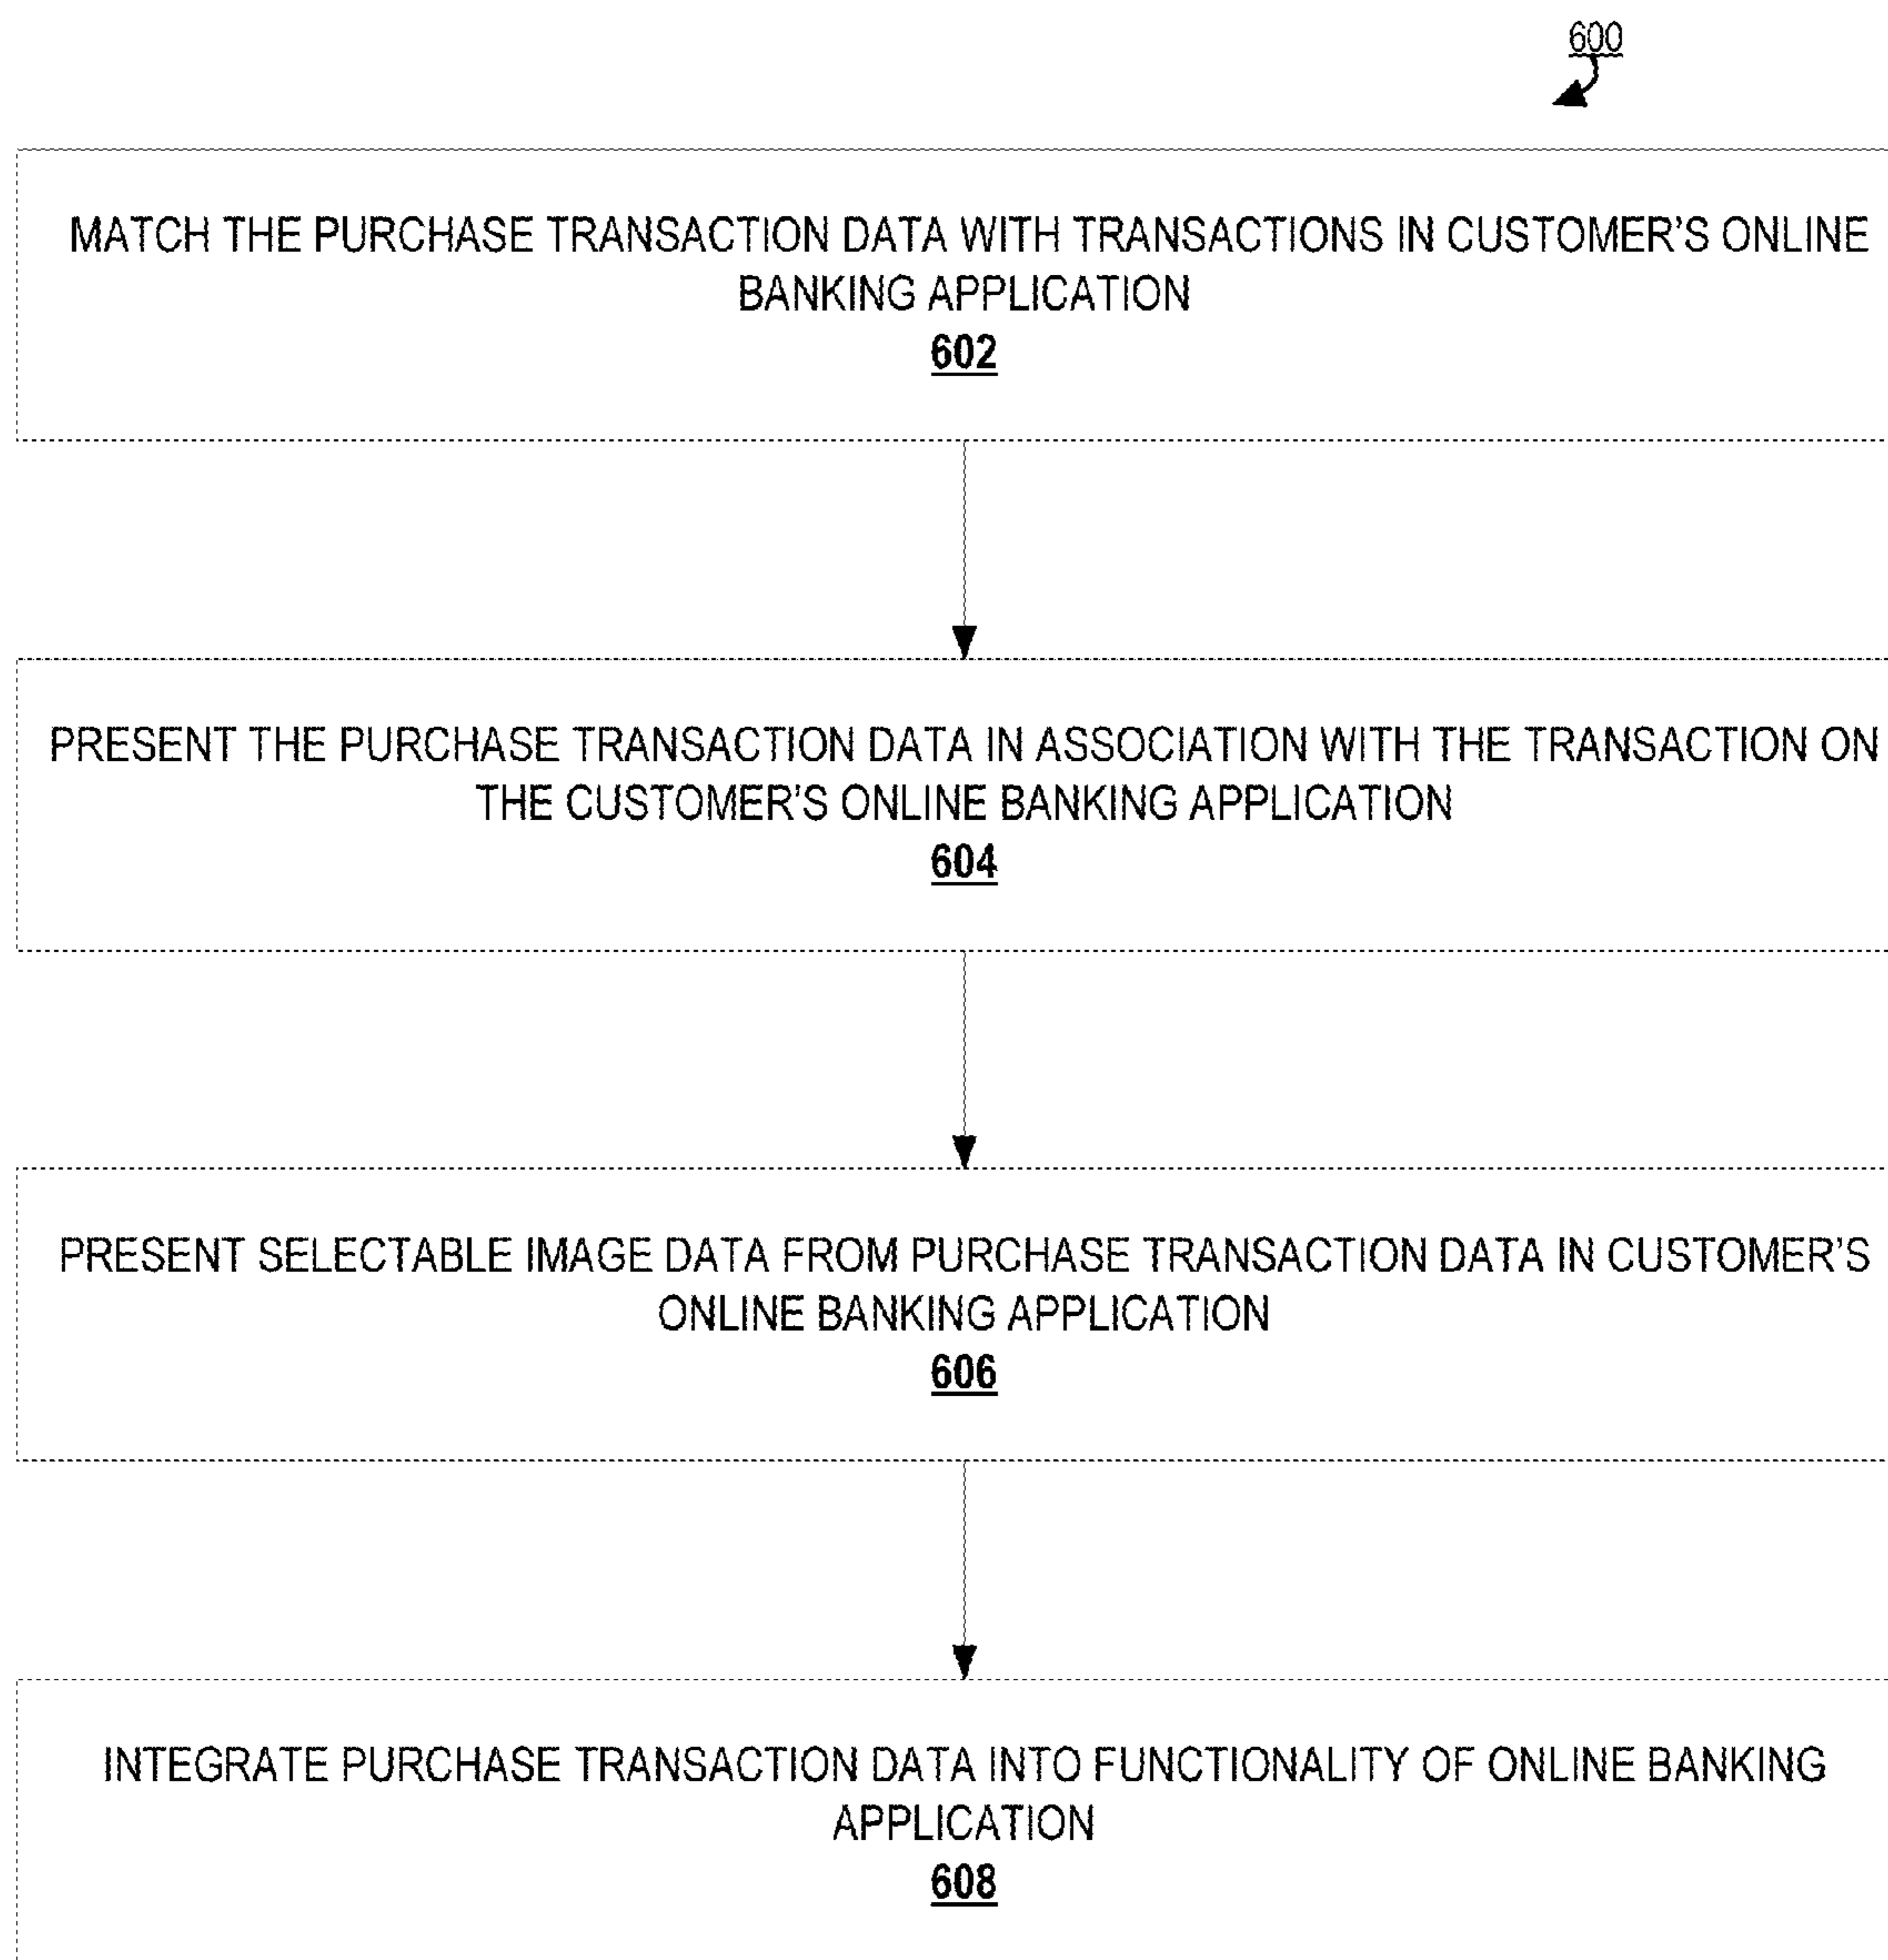 600
MATCH THE PURCHASE TRANSACTION DATA WITH TRANSACTIONS IN CUSTOMER'S ONLINE
BANKING APPLICATION
602
PRESENT THE PURCHASE TRANSACTION DATA IN ASSOCIATION WITH THE TRANSACTION ON
THE CUSTOMER'S ONLINE BANKING APPLICATION
604
PRESENT SELECTABLE IMAGE DATA FROM PURCHASE TRANSACTION DATA IN CUSTOMER'S
ONLINE BANKING APPLICATION
606
INTEGRATE PURCHASE TRANSACTION DATA INTO FUNCTIONALITY OF ONLINE BANKING
APPLICATION
608